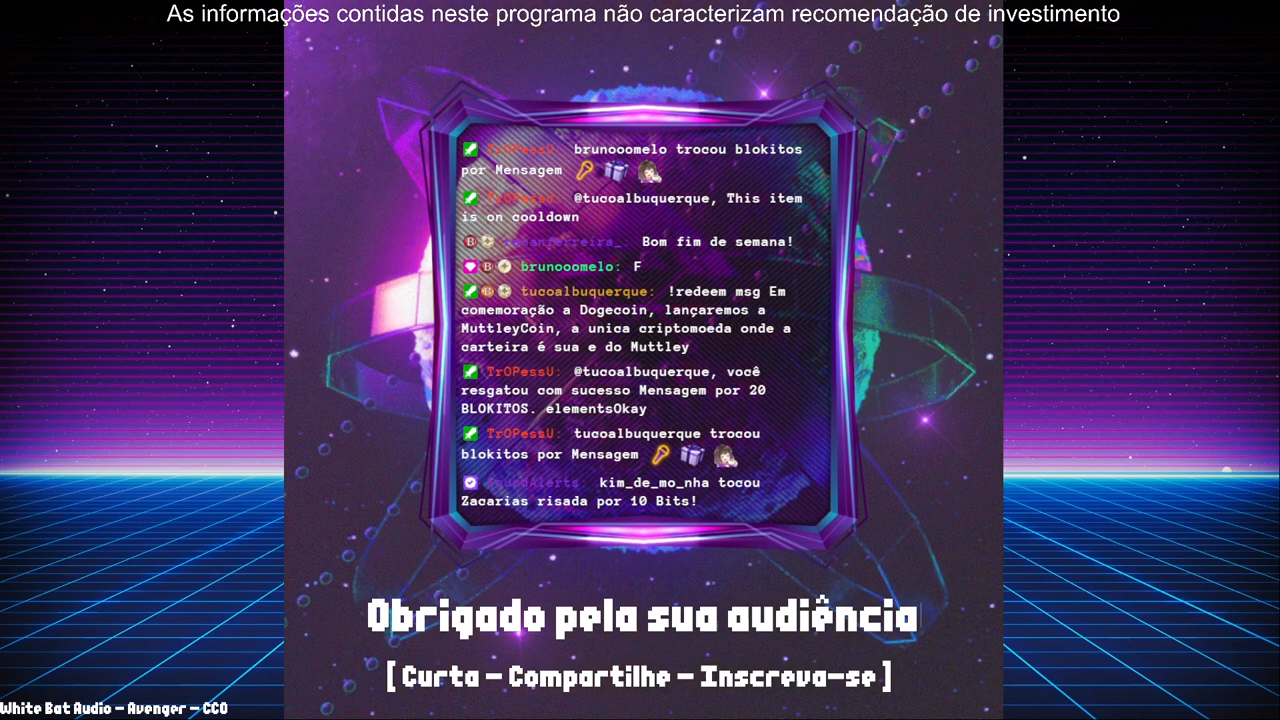 As informações contidas neste programa não caracterizam recomendação de investimento
TrOPessU: brunooomelo trocou blokitos
por Mensagem
TrOPessU: @tucoalbuquerque, This item
is on cooldown
Bom fim de semana!
brunooomelo: F
tucoalbuquerque: !redeem msg Em
comemoração a Dogecoin, lançaremos a
MuttleyCoin, a unica criptomoeda onde a
carteira é sua e do Muttley
TrOPessU: @tucoalbuquerque, você
resgatou com sucesso Mensagem por 20
BLOKITOS. elementsOkay
TrOPessU: tucoalbuquerque trocou
blokitos por Mensagem
kim_de_mo_nha tocou
Zacarias risada por 10 Bits!
Obrigado pela sua audiência
[ Curta - Compartilhe - Inscreva-se ]
White Bat Audio - Avenger - CC0